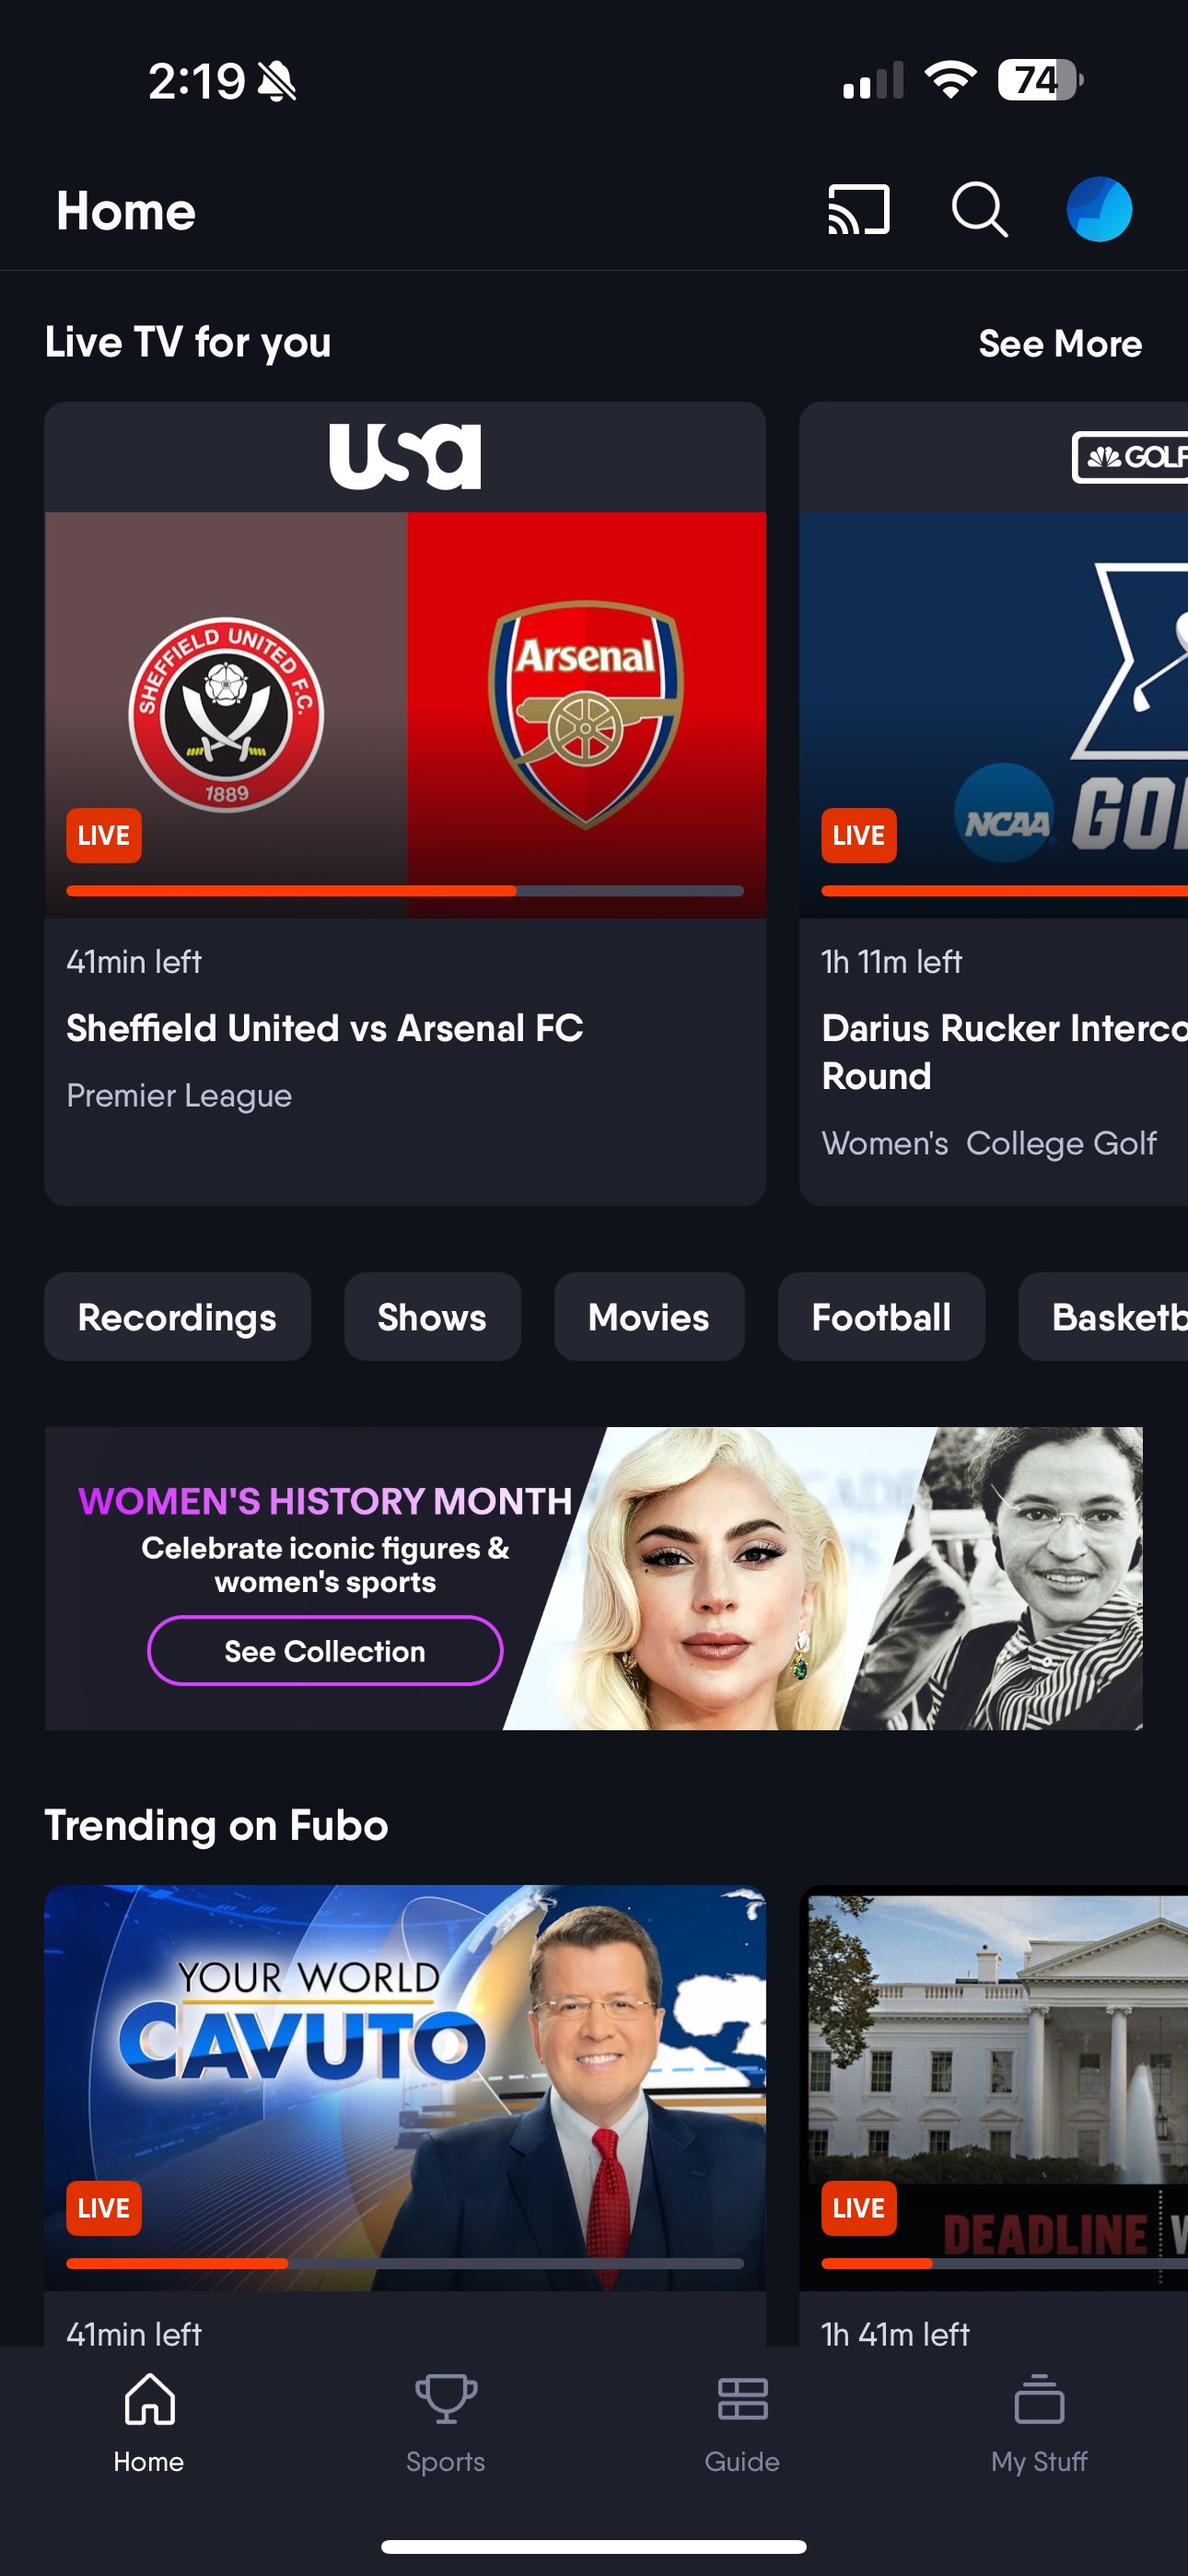 2:19
74
Home
Live TV for you
See More
usa
GOLF
SHEFFIELD UNITED F.C.
1889
Arsenal
LIVE
NCAA
LIVE
41min left
1h 11m left
Sheffield United vs Arsenal FC
Darius Rucker
Round
Premier League
Women's College Golf
Recordings
Shows
Movies
Football
WOMEN'S HISTORY MONTH
Celebrate iconic figures &
women's sports
See Collection
Trending on Fubo
YOUR WORLD
CAVUTO
LIVE
LIVE
DEADLINE
41min left
1h 41m left
Home
Sports
Guide
My Stuff